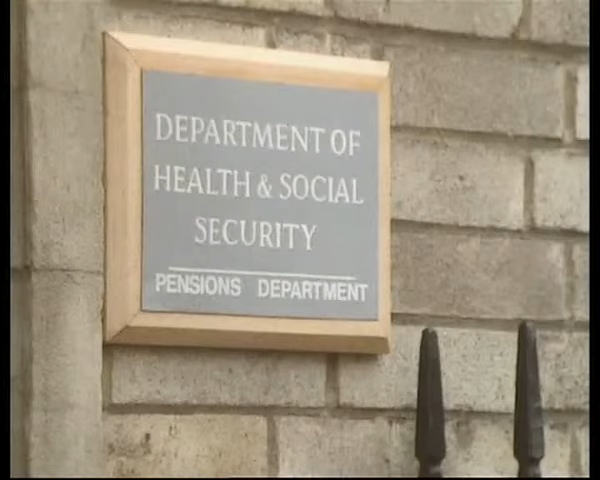 DEPARTMENT OF
HEALTH & SOCIAL
SECURITY
PENSIONS DEPARTMENT